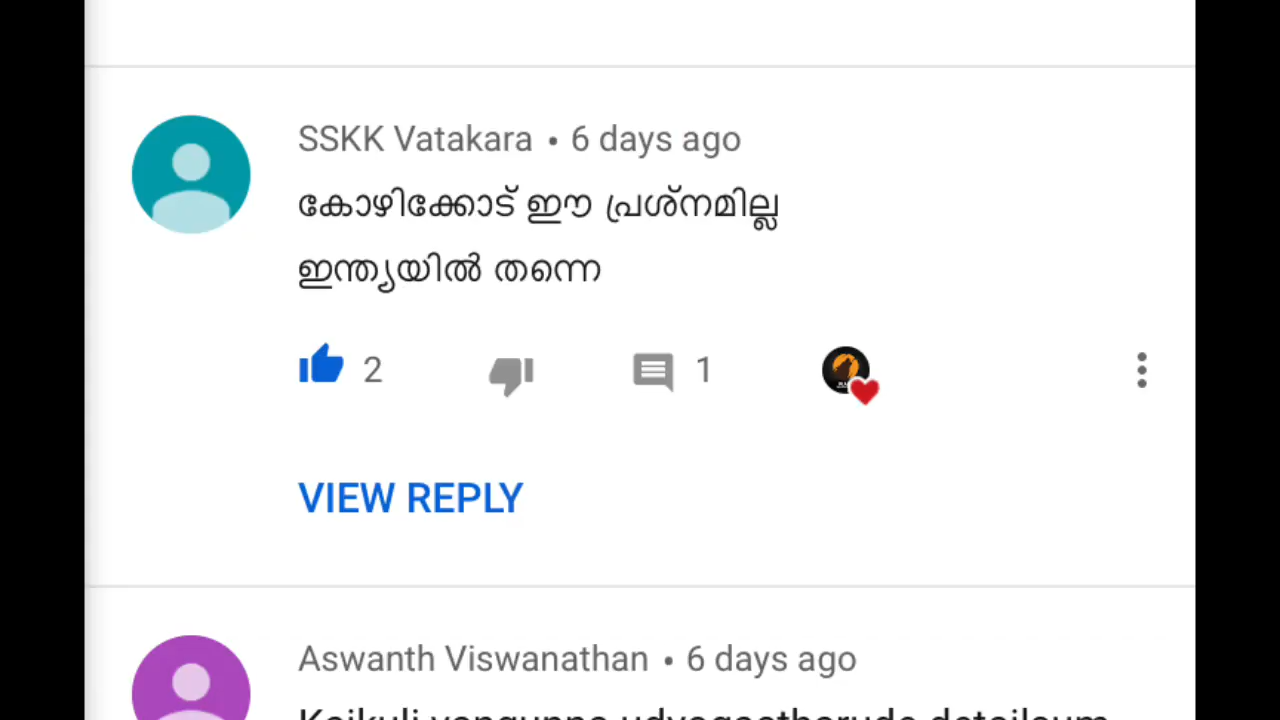 SSKK Vatakara • 6 days ago
കോഴിക്കോട് ഈ പ്രശ്നമില്ല
ഇന്ത്യയിൽ തന്നെ
2 1
VIEW REPLY
Aswanth Viswanathan • 6 days ago